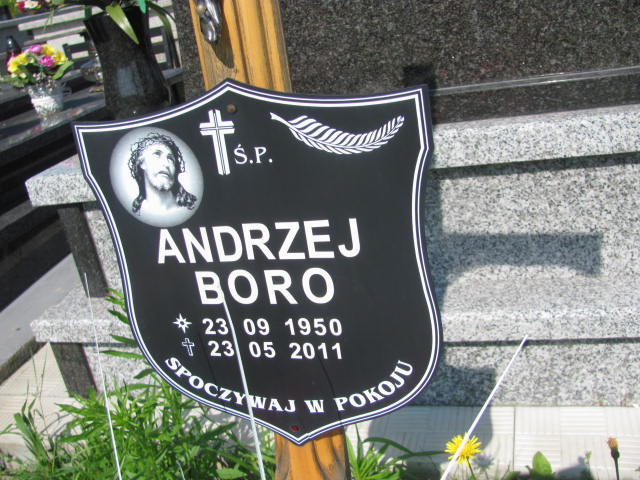 Ś.P.
ANDRZEJ
BORO
23 09 1950
23 05 2011
SPOCZYWAJ W POKOJU